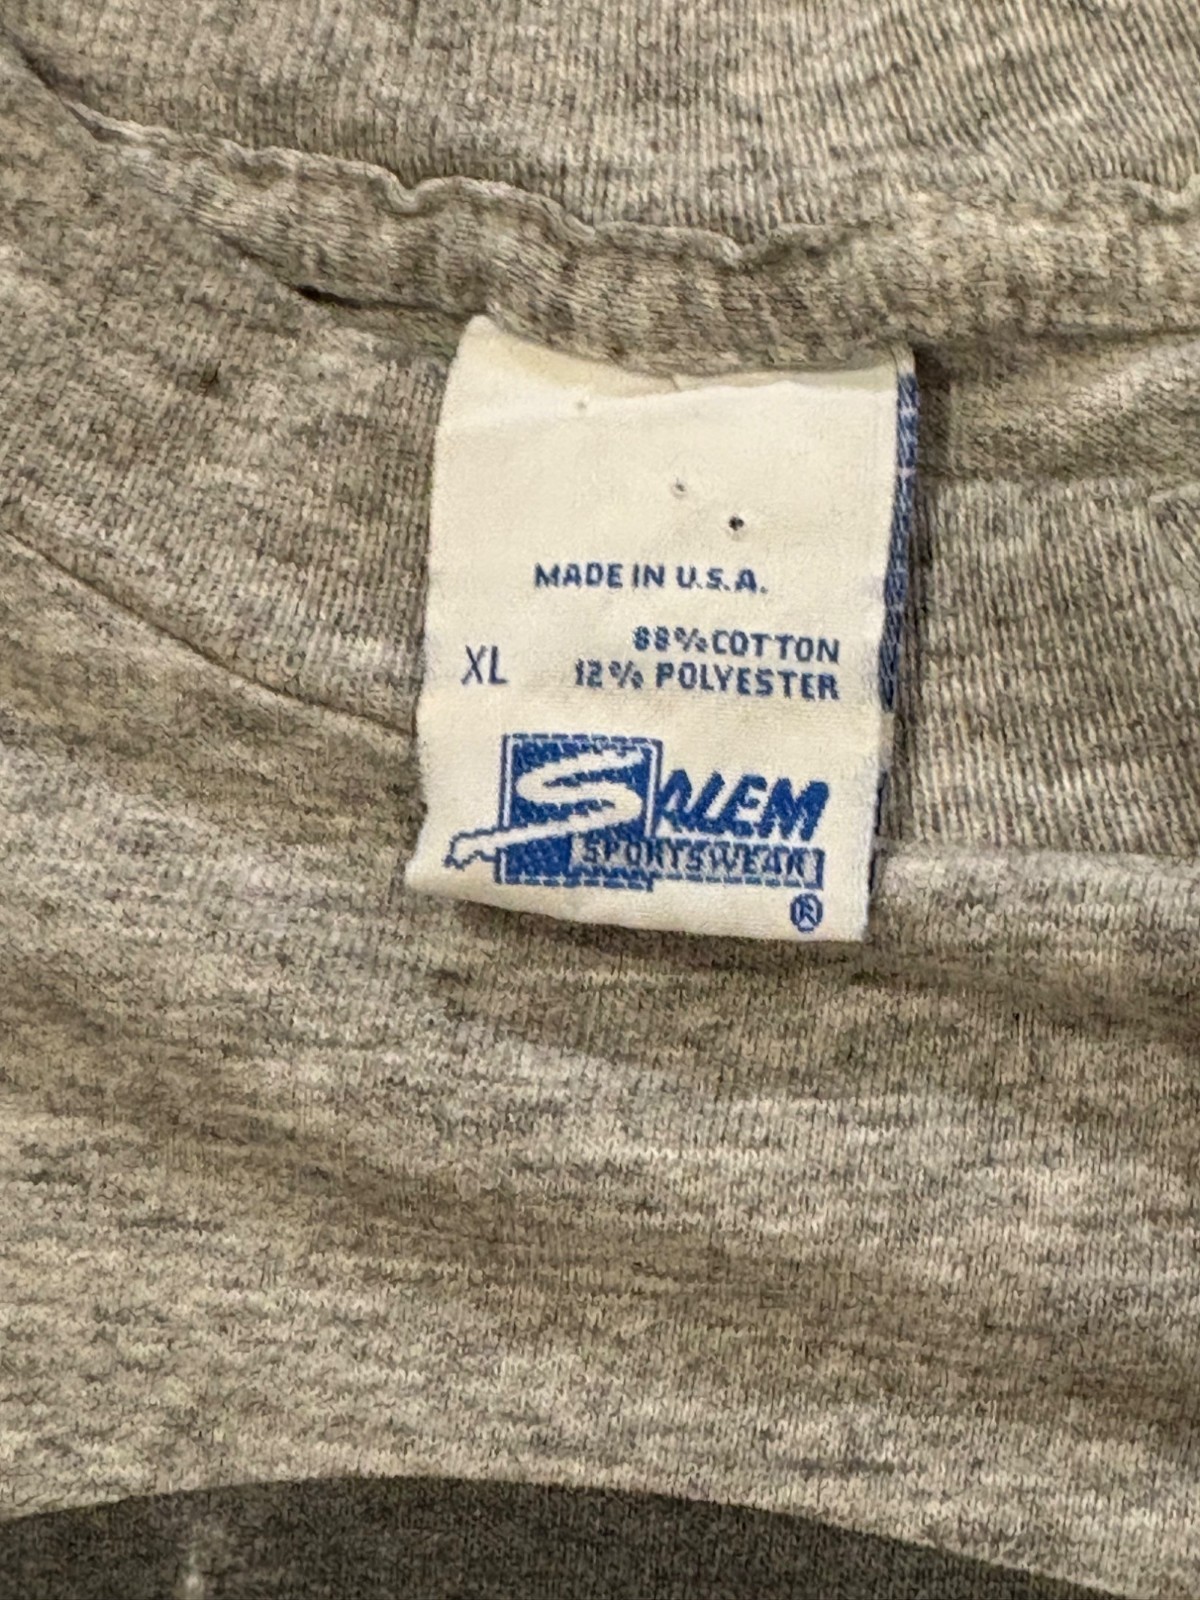 MADE IN U.S.A.
88% COTTON
XL 12% POLYESTER
SALEM
SPORTSWEAR
®